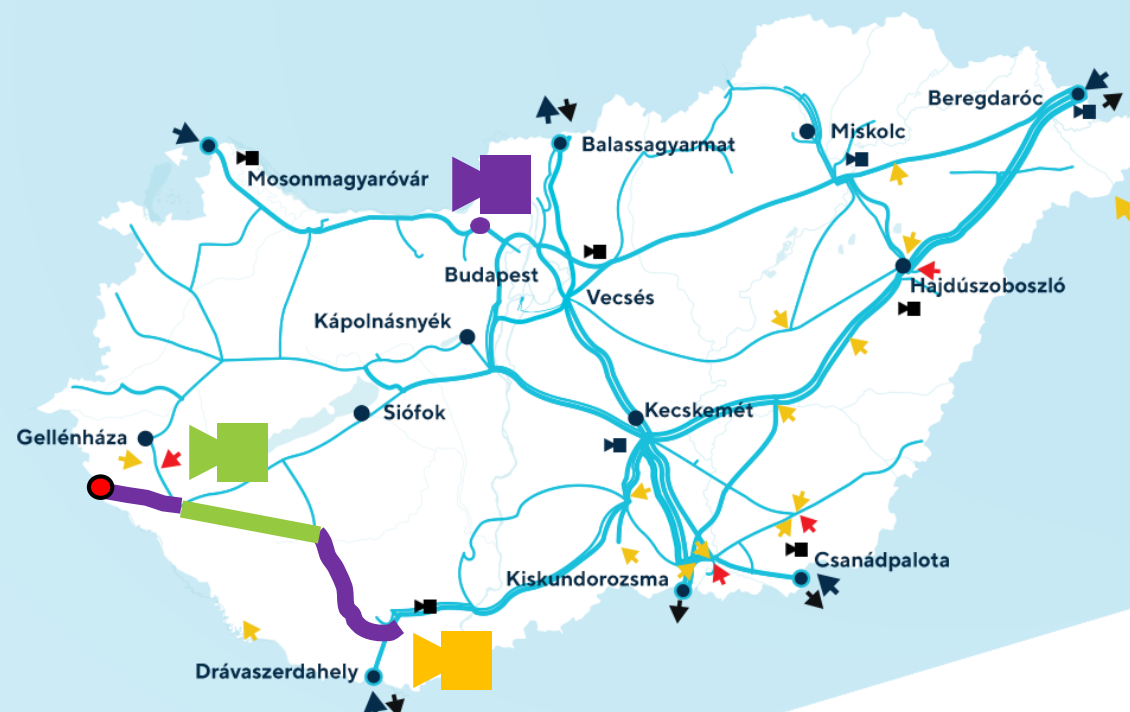 Beregdaróc
Miskolc
Balassagyarmat
Mosonmagyaróvár
Budapest
Hajdúszoboszló
Vecsés
Kápolnásnyék
Kecskemét
Siófok
Gellénháza
Csanádpalota
Kiskundorozsma
Drávaszerdahely